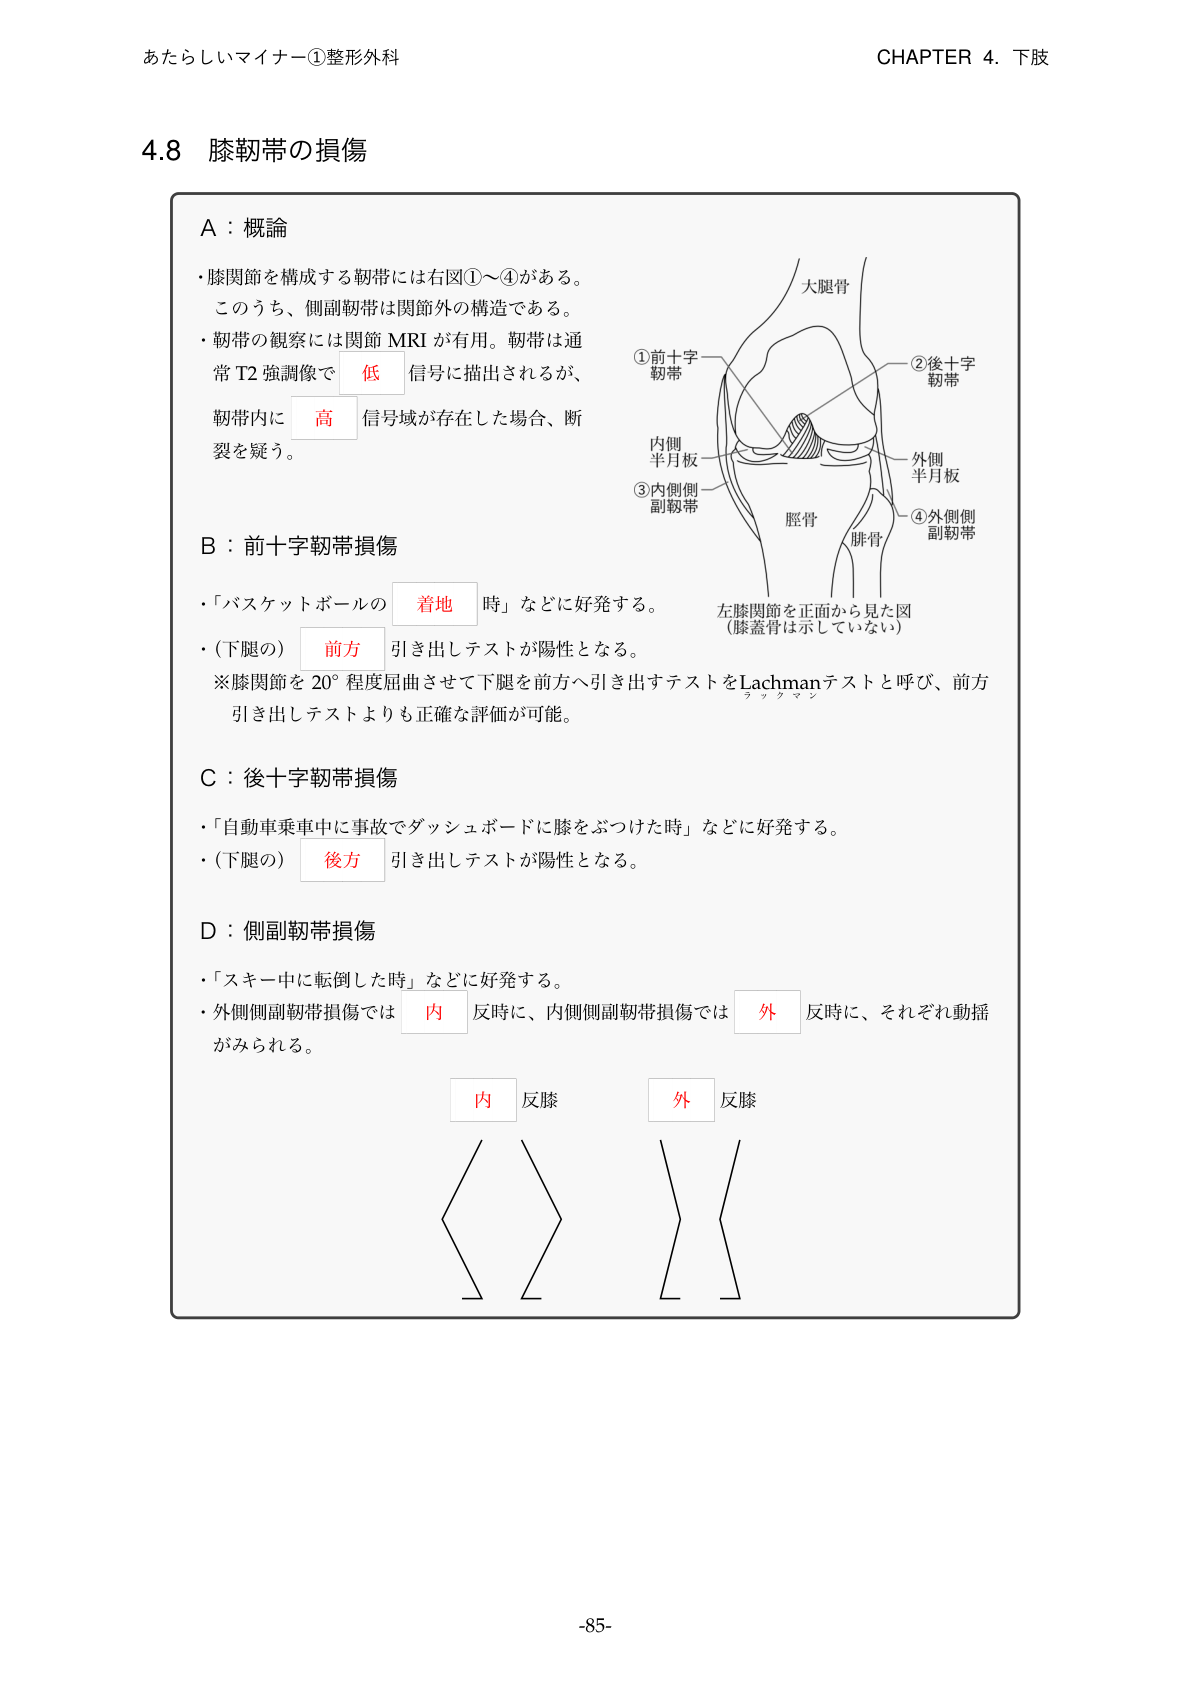 あたらしいマイナー①整形外科
CHAPTER 4. 下肢
4.8 膝靭帯の損傷
A：概論
・膝関節を構成する靭帯には右図①〜④がある。
このうち、側副靭帯は関節外の構造である。
・靭帯の観察には関節 MRI が有用。靭帯は通
常 T2 強調像で 低 信号に描出されるが、
靭帯内に 高 信号域が存在した場合、断
裂を疑う。
大腿骨
①前十字
靭帯
②後十字
靭帯
内側
半月板
外側
半月板
③内側側
副靭帯
④外側側
副靭帯
脛骨
腓骨
左膝関節を正面から見た図
（膝蓋骨は示していない）
B：前十字靭帯損傷
・「バスケットボールの 着地 時」などに好発する。
・（下腿の） 前方 引き出しテストが陽性となる。
※膝関節を 20° 程度屈曲させて下腿を前方へ引き出すテストをLachmanテストと呼び、前方
ラックマン
引き出しテストよりも正確な評価が可能。
C：後十字靭帯損傷
・「自動車乗車中に事故でダッシュボードに膝をぶつけた時」などに好発する。
・（下腿の） 後方 引き出しテストが陽性となる。
D：側副靭帯損傷
・「スキー中に転倒した時」などに好発する。
・外側側副靭帯損傷では 内 反時に、内側側副靭帯損傷では 外 反時に、それぞれ動揺
がみられる。
内 反膝
外 反膝
-85-